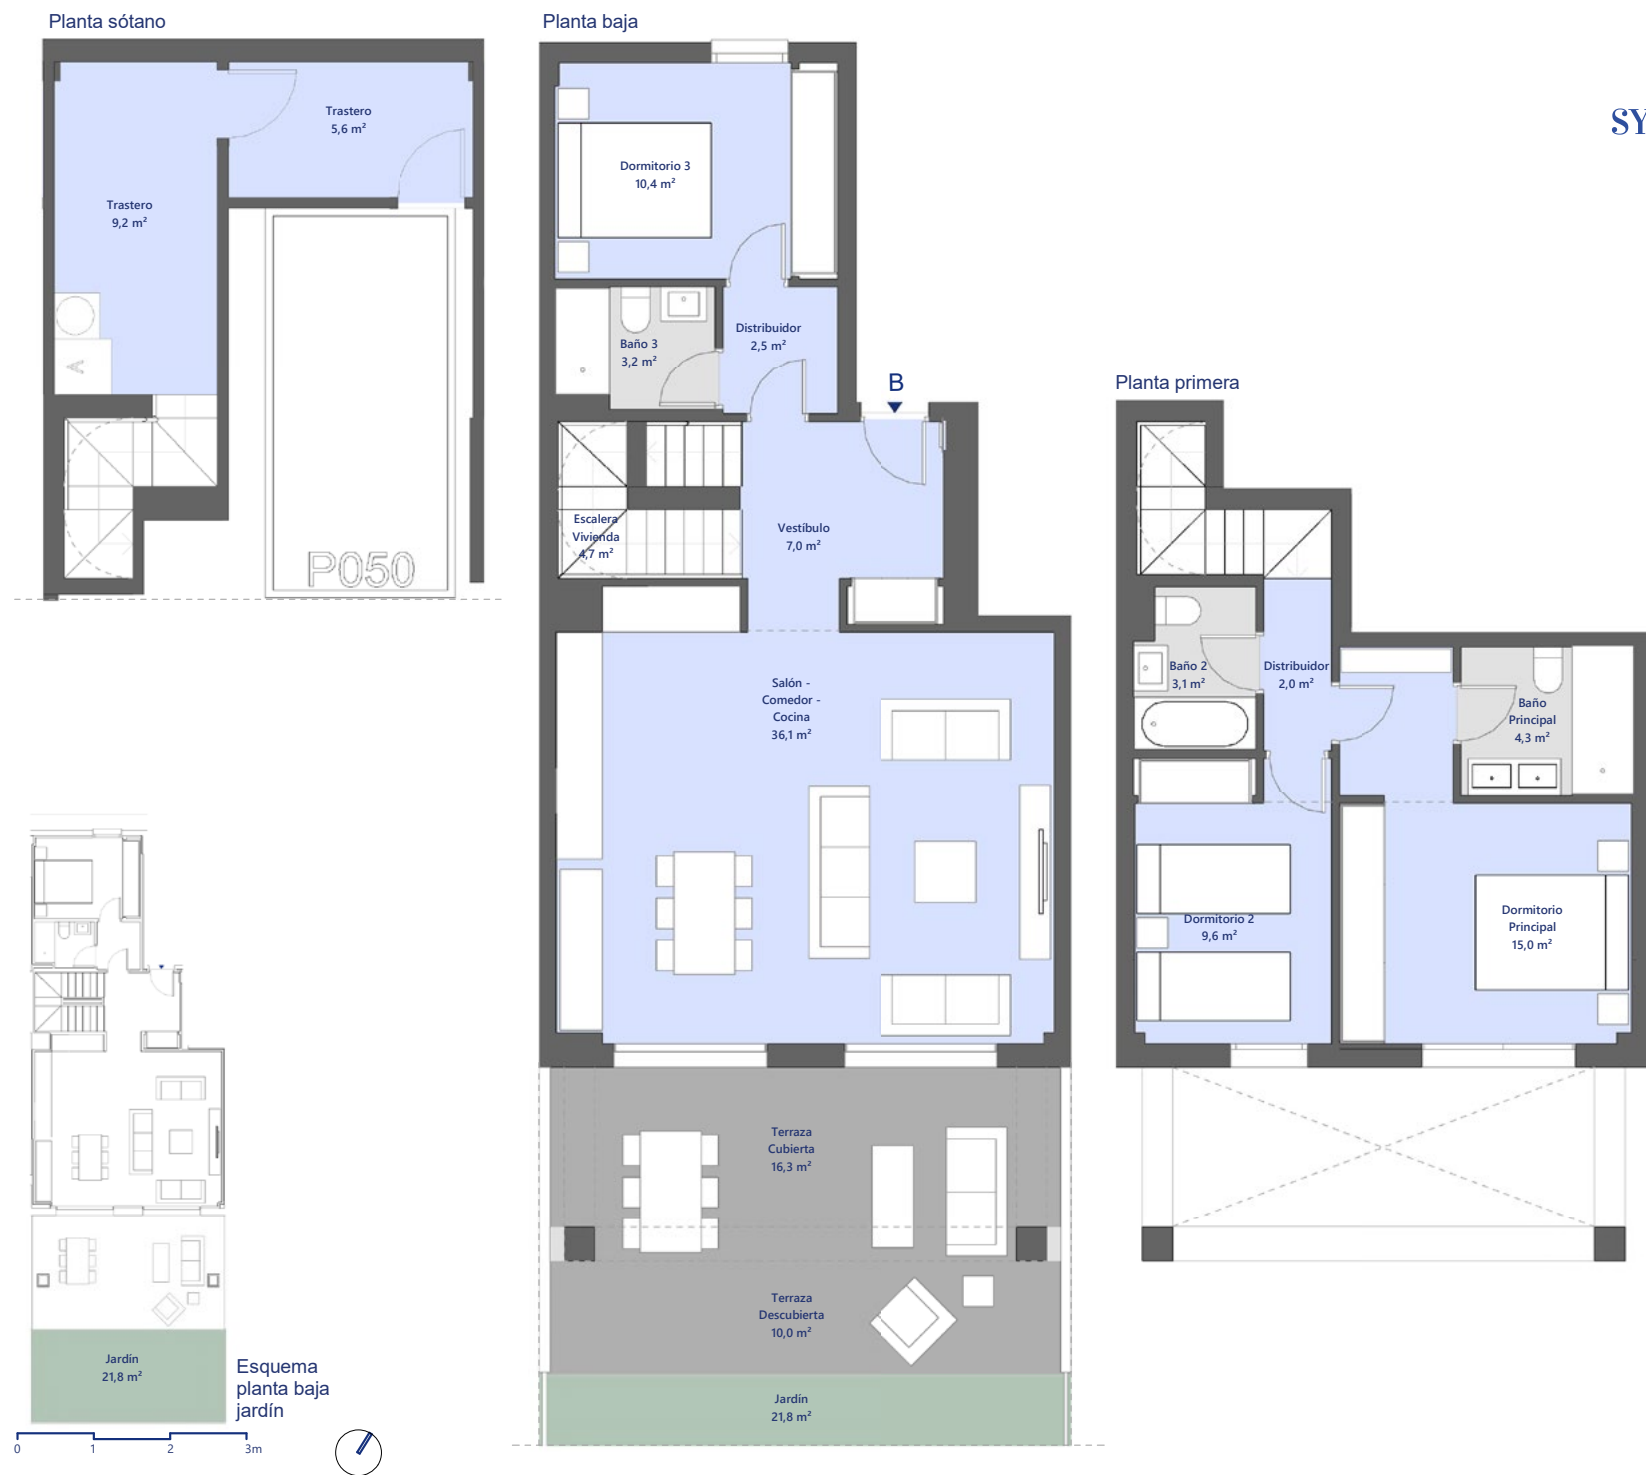 Planta sótano
Trastero
5,6 m²
Trastero
9,2 m²
A
P050
Planta baja
Dormitorio 3
10,4 m²
Baño 3
3,2 m²
Distribuidor
2,5 m²
B
Escalera
Vivienda
4,7 m²
Vestíbulo
7,0 m²
Salón -
Comedor -
Cocina
36,1 m²
Terraza
Cubierta
16,3 m²
Terraza
Descubierta
10,0 m²
Jardín
21,8 m²
SY
Planta primera
Baño 2
3,1 m²
Distribuidor
2,0 m²
Baño
Principal
4,3 m²
Dormitorio 2
9,6 m²
Dormitorio
Principal
15,0 m²
Jardín
21,8 m²
Esquema
planta baja
jardín
0 1 2 3m